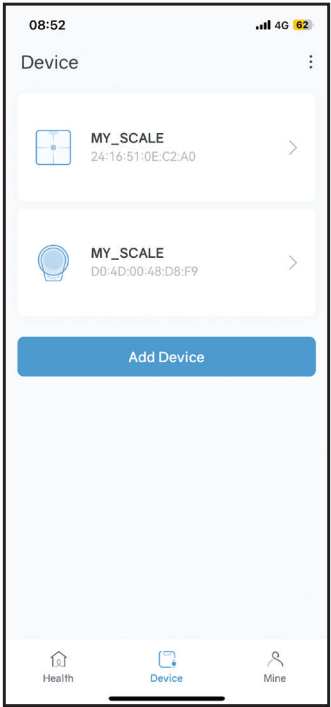 08:52 4G 62
Device
MY_SCALE
24:16:51:0E:C2:A0
MY_SCALE
D0:4D:00:48:D8:F9
Add Device
Health Device Mine